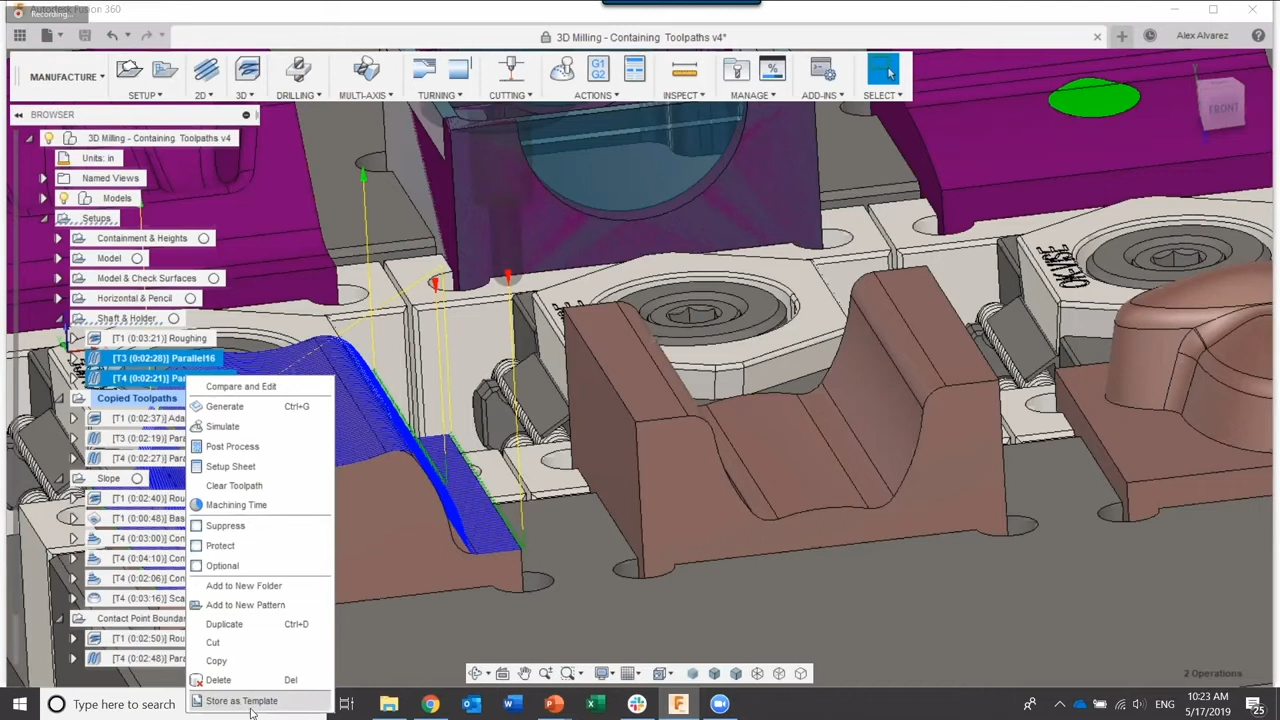 Autodesk Fusion 360
Recording...
3D Milling - Containing Toolpaths v4*
Alex Alvarez
MANUFACTURE
SETUP
2D
3D
DRILLING
MULTI-AXIS
TURNING
CUTTING
G1
G2
ACTIONS
INSPECT
MANAGE
ADD-INS
SELECT
BROWSER
FRONT
3D Milling - Containing Toolpaths v4
Units: in
Named Views
Models
Setups
Containment & Heights
Model
Model & Check Surfaces
Horizontal & Pencil
Shaft & Holder
[T1 (0:03:21)] Roughing
[T3 (0:02:28)] Parallel16
[T4 (0:02:21)] Par
Copied Toolpaths
[T1 (0:02:37)] Ada
[T3 (0:02:19)] Para
[T4 (0:02:27)] Para
Slope
[T1 (0:02:40)] Rou
[T1 (0:00:48)] Bas
[T4 (0:03:00)] Con
[T4 (0:04:10)] Con
[T4 (0:02:06)] Con
[T4 (0:03:16)] Sca
Contact Point Bounda
[T1 (0:02:50)] Rou
[T4 (0:02:48)] Para
Compare and Edit
Generate Ctrl+G
Simulate
Post Process
Setup Sheet
Clear Toolpath
Machining Time
Suppress
Protect
Optional
Add to New Folder
Add to New Pattern
Duplicate Ctrl+D
Cut
Copy
Delete Del
Store as Template
2 Operations
Type here to search
ENG
10:23 AM
5/17/2019
25